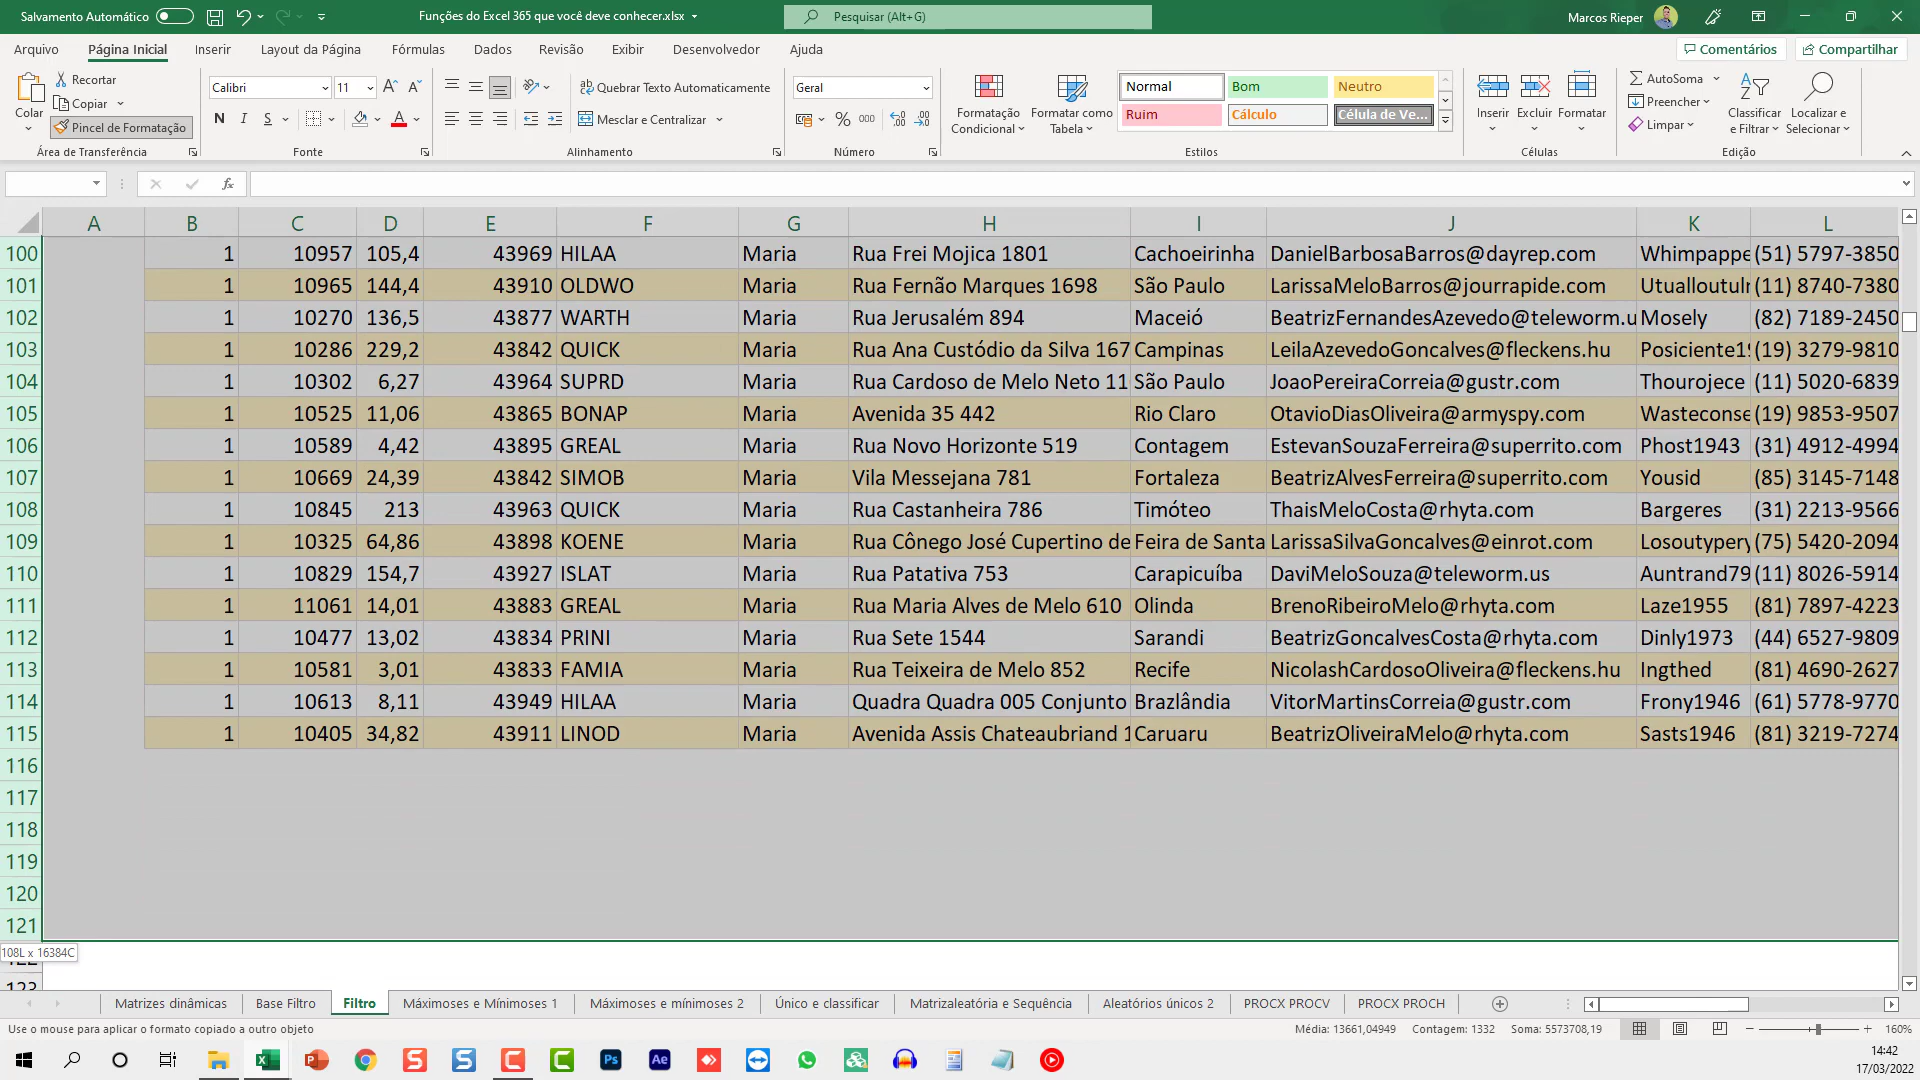 Salvamento Automático
Funções do Excel 365 que você deve conhecer.xlsx
Pesquisar (Alt+G)
Marcos Rieper
Arquivo Página Inicial Inserir Layout da Página Fórmulas Dados Revisão Exibir Desenvolvedor Ajuda
Comentários Compartilhar
Colar
Recortar
Copiar
Pincel de Formatação
Área de Transferência
Calibri 11
N I S
Fonte
Quebrar Texto Automaticamente
Mesclar e Centralizar
Alinhamento
Geral
% 000
Número
Formatação Condicional
Formatar como Tabela
Normal Bom Neutro
Ruim Cálculo Célula de Ve...
Estilos
Inserir Excluir Formatar
Células
AutoSoma
Preencher
Limpar
Classificar e Filtrar
Localizar e Selecionar
Edição
fx
A B C D E F G H I J K L
100 1 10957 105,4 43969 HILAA Maria Rua Frei Mojica 1801 Cachoeirinha DanielBarbosaBarros@dayrep.com Whimpappe (51) 5797-3850
101 1 10965 144,4 43910 OLDWO Maria Rua Fernão Marques 1698 São Paulo LarissaMeloBarros@jourrapide.com Utualloutulr (11) 8740-7380
102 1 10270 136,5 43877 WARTH Maria Rua Jerusalém 894 Maceió BeatrizFernandesAzevedo@teleworm.u Mosely (82) 7189-2450
103 1 10286 229,2 43842 QUICK Maria Rua Ana Custódio da Silva 167 Campinas LeilaAzevedoGoncalves@fleckens.hu Posiciente19 (19) 3279-9810
104 1 10302 6,27 43964 SUPRD Maria Rua Cardoso de Melo Neto 11 São Paulo JoaoPereiraCorreia@gustr.com Thourojece (11) 5020-6839
105 1 10525 11,06 43865 BONAP Maria Avenida 35 442 Rio Claro OtavioDiasOliveira@armyspy.com Wasteconse (19) 9853-9507
106 1 10589 4,42 43895 GREAL Maria Rua Novo Horizonte 519 Contagem EstevanSouzaFerreira@superrito.com Phost1943 (31) 4912-4994
107 1 10669 24,39 43842 SIMOB Maria Vila Messejana 781 Fortaleza BeatrizAlvesFerreira@superrito.com Yousid (85) 3145-7148
108 1 10845 213 43963 QUICK Maria Rua Castanheira 786 Timóteo ThaisMeloCosta@rhyta.com Bargeres (31) 2213-9566
109 1 10325 64,86 43898 KOENE Maria Rua Cônego José Cupertino de Feira de Santa LarissaSilvaGoncalves@einrot.com Losoutypery (75) 5420-2094
110 1 10829 154,7 43927 ISLAT Maria Rua Patativa 753 Carapicuíba DaviMeloSouza@teleworm.us Auntrand79 (11) 8026-5914
111 1 11061 14,01 43883 GREAL Maria Rua Maria Alves de Melo 610 Olinda BrenoRibeiroMelo@rhyta.com Laze1955 (81) 7897-4223
112 1 10477 13,02 43834 PRINI Maria Rua Sete 1544 Sarandi BeatrizGoncalvesCosta@rhyta.com Dinly1973 (44) 6527-9809
113 1 10581 3,01 43833 FAMIA Maria Rua Teixeira de Melo 852 Recife NicolashCardosoOliveira@fleckens.hu Ingthed (81) 4690-2627
114 1 10613 8,11 43949 HILAA Maria Quadra Quadra 005 Conjunto Brazlândia VitorMartinsCorreia@gustr.com Frony1946 (61) 5778-9770
115 1 10405 34,82 43911 LINOD Maria Avenida Assis Chateaubriand 1 Caruaru BeatrizOliveiraMelo@rhyta.com Sasts1946 (81) 3219-7274
116
117
118
119
120
121
108L x 16384C
122
123
Matrizes dinâmicas Base Filtro Filtro Máximoses e Mínimoses 1 Máximoses e mínimoses 2 Único e classificar Matrizaleatória e Sequência Aleatórios únicos 2 PROCX PROCV PROCX PROCH
Use o mouse para aplicar o formato copiado a outro objeto
Média: 13661,04949 Contagem: 1332 Soma: 5573708,19 160%
14:42
17/03/2022